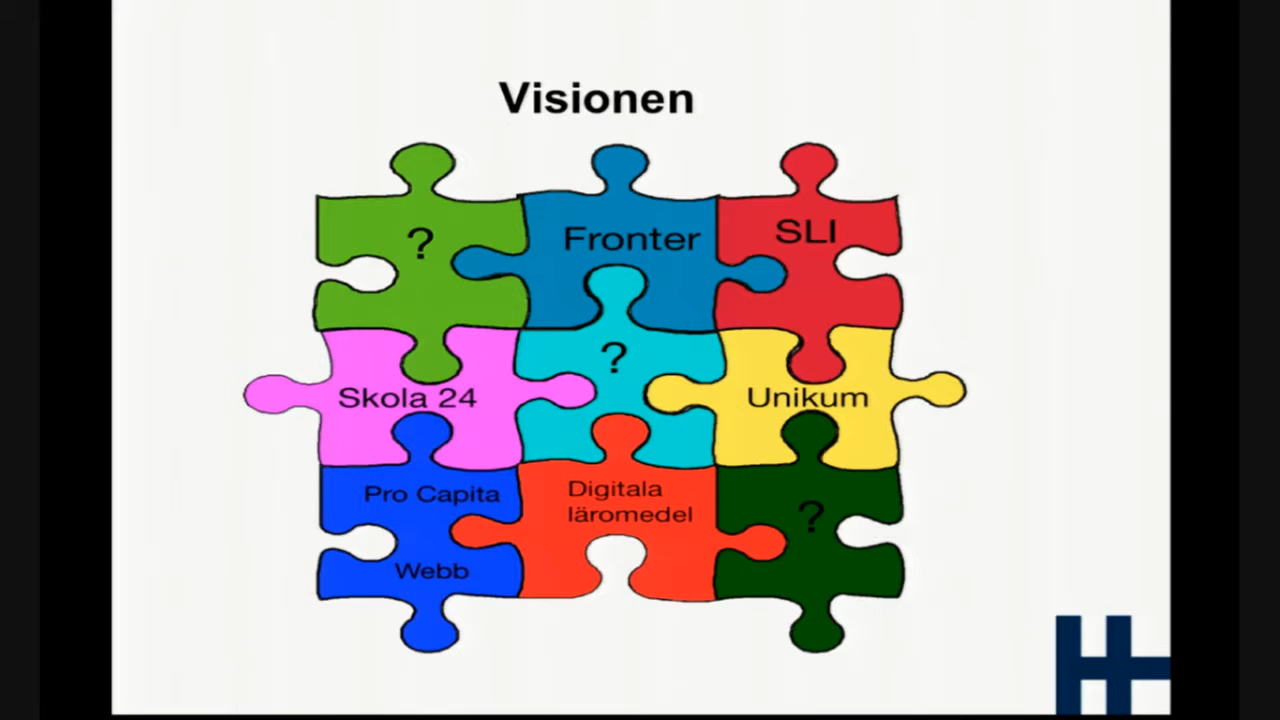 Visionen
?
Fronter
SLI
Skola 24
?
Unikum
Pro Capita
Webb
Digitala
läromedel
?